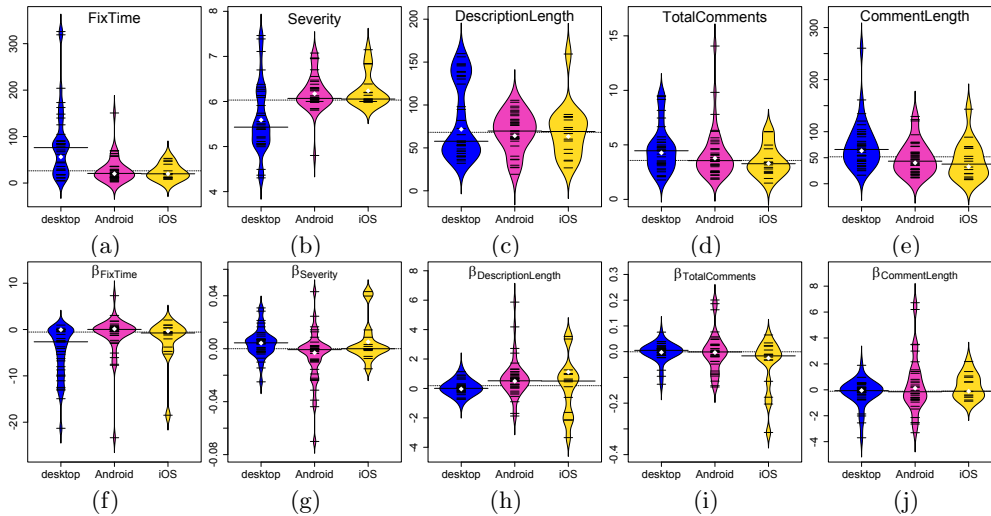 FixTime
Severity
DescriptionLength
TotalComments
CommentLength
0 100 200 300
4 5 6 7 8
0 50 100 150 200
0 5 10 15
0 50 100 150 200 250 300
desktop Android iOS
desktop Android iOS
desktop Android iOS
desktop Android iOS
desktop Android iOS
(a) (b) (c) (d) (e)
βFixTime
βSeverity
βDescriptionLength
βTotalComments
βCommentLength
-20 -10 0 10
-0.08 -0.04 0.00 0.04
-4 -2 0 2 4 6 8
-0.4 -0.2 0.0 0.1 0.2 0.3
-4 -2 0 2 4 6 8
desktop Android iOS
desktop Android iOS
desktop Android iOS
desktop Android iOS
desktop Android iOS
(f) (g) (h) (i) (j)